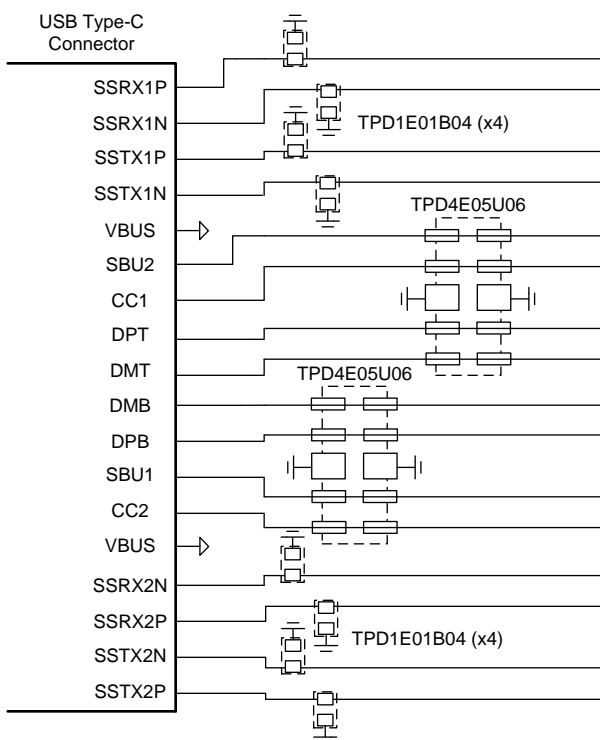 USB Type-C
Connector
SSRX1P
SSRX1N
TPD1E01B04 (x4)
SSTX1P
SSTX1N
TPD4E05U06
VBUS
SBU2
CC1
DPT
DMT
TPD4E05U06
DMB
DPB
SBU1
CC2
VBUS
SSRX2N
SSRX2P
TPD1E01B04 (x4)
SSTX2N
SSTX2P